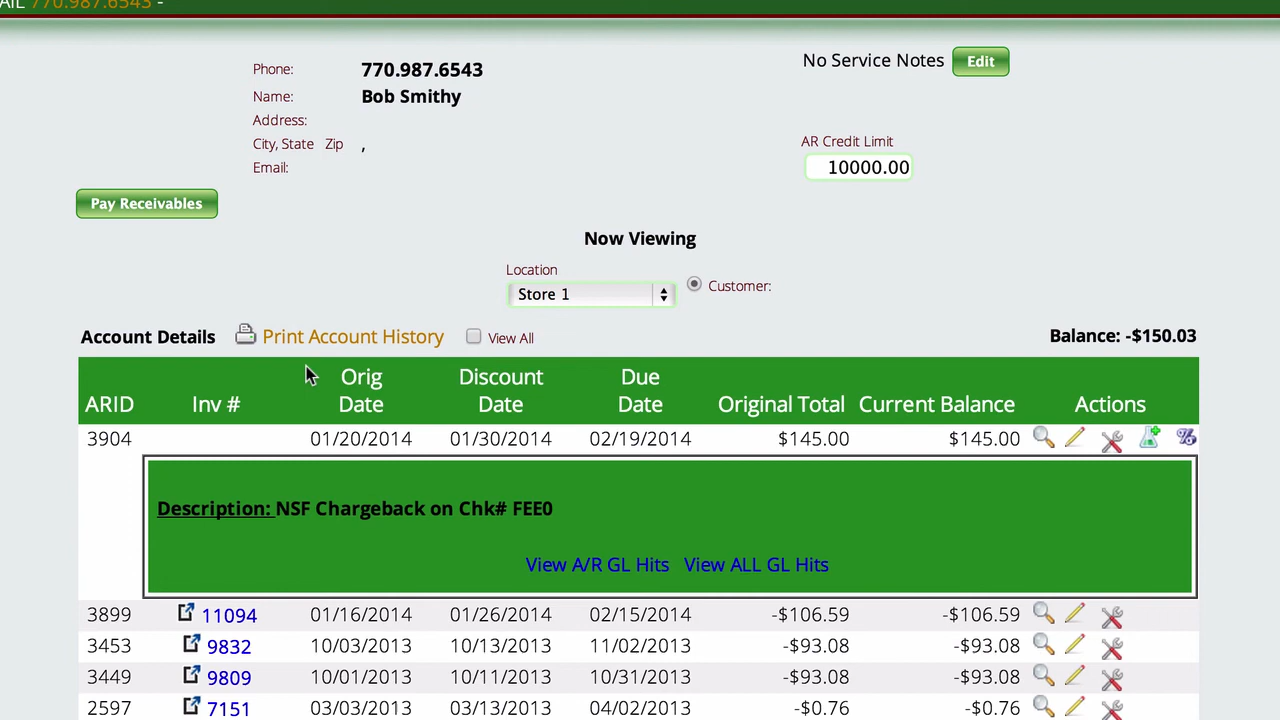 AIL 770.987.6543 -
Phone: 770.987.6543
No Service Notes Edit
Name: Bob Smithy
Address:
City, State Zip ,
Email:
AR Credit Limit
10000.00
Pay Receivables
Now Viewing
Location
Store 1
Customer:
Account Details Print Account History View All Balance: -$150.03
ARID Inv # Orig Date Discount Date Due Date Original Total Current Balance Actions
3904 01/20/2014 01/30/2014 02/19/2014 $145.00 $145.00
Description: NSF Chargeback on Chk# FEE0
View A/R GL Hits View ALL GL Hits
3899 11094 01/16/2014 01/26/2014 02/15/2014 -$106.59 -$106.59
3453 9832 10/03/2013 10/13/2013 11/02/2013 -$93.08 -$93.08
3449 9809 10/01/2013 10/11/2013 10/31/2013 -$93.08 -$93.08
2597 7151 03/03/2013 03/13/2013 04/02/2013 -$0.76 -$0.76